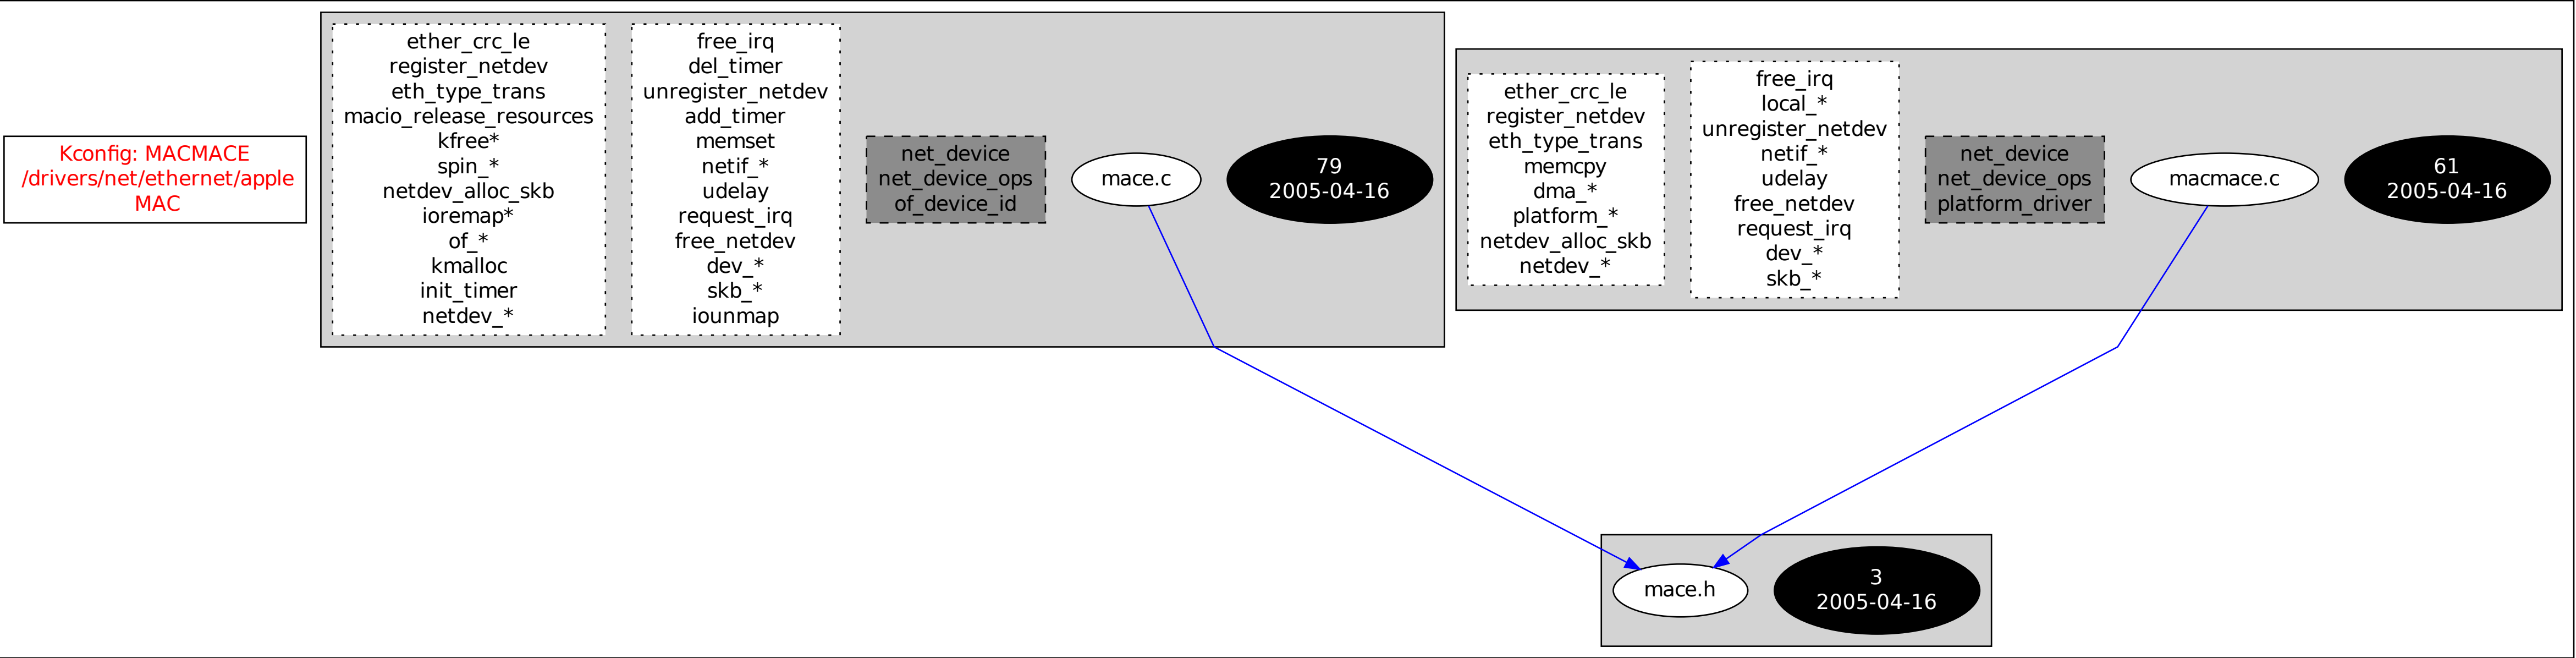 Kconfig: MACMACE
/drivers/net/ethernet/apple
MAC
ether_crc_le
register_netdev
eth_type_trans
macio_release_resources
kfree*
spin_*
netdev_alloc_skb
ioremap*
of_*
kmalloc
init_timer
netdev_*
free_irq
del_timer
unregister_netdev
add_timer
memset
netif_*
udelay
request_irq
free_netdev
dev_*
skb_*
iounmap
net_device
net_device_ops
of_device_id
mace.c
79
2005-04-16
ether_crc_le
register_netdev
eth_type_trans
memcpy
dma_*
platform_*
netdev_alloc_skb
netdev_*
free_irq
local_*
unregister_netdev
netif_*
udelay
free_netdev
request_irq
dev_*
skb_*
net_device
net_device_ops
platform_driver
macmace.c
61
2005-04-16
mace.h
3
2005-04-16